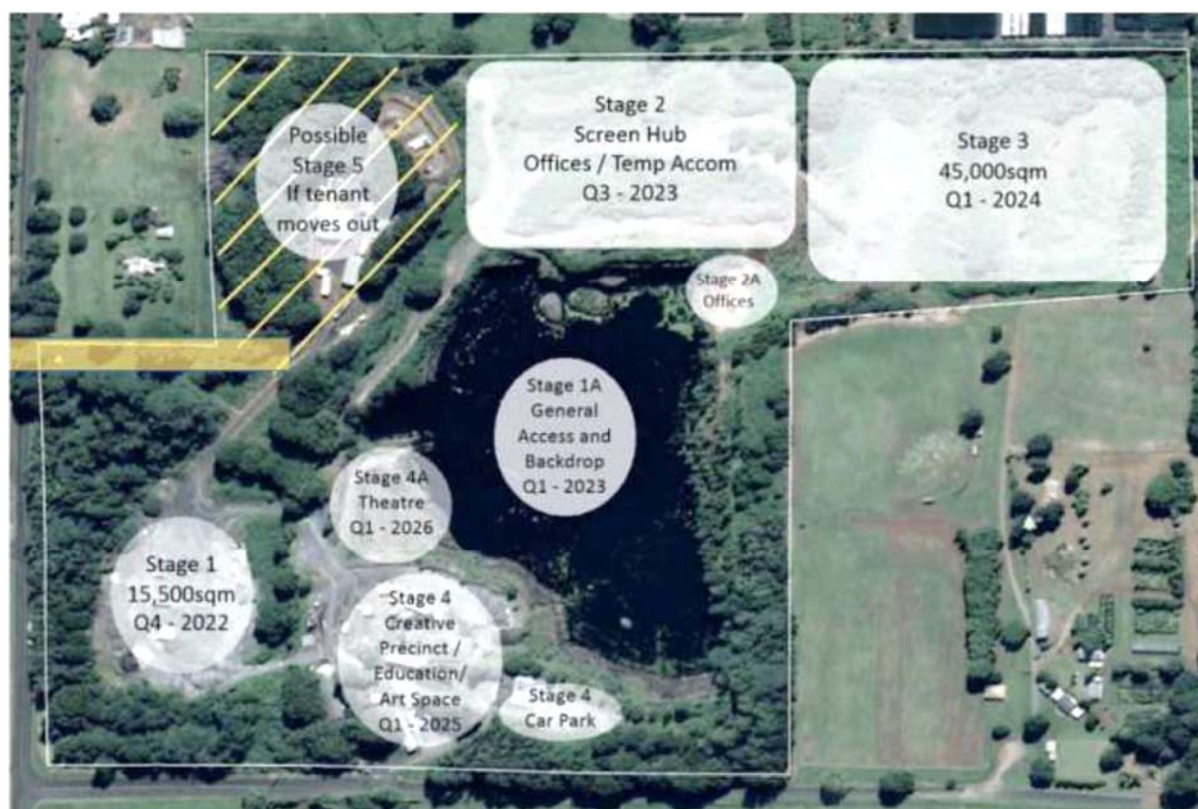 Possible
Stage 5
If tenant
moves out
Stage 2
Screen Hub
Offices / Temp Accom
Q3 - 2023
Stage 3
45,000sqm
Q1 - 2024
Stage 2A
Offices
Stage 1A
General
Access and
Backdrop
Q1 - 2023
Stage 4A
Theatre
Q1 - 2026
Stage 1
15,500sqm
Q4 - 2022
Stage 4
Creative
Precinct /
Education/
Art Space
Q1 - 2025
Stage 4
Car Park